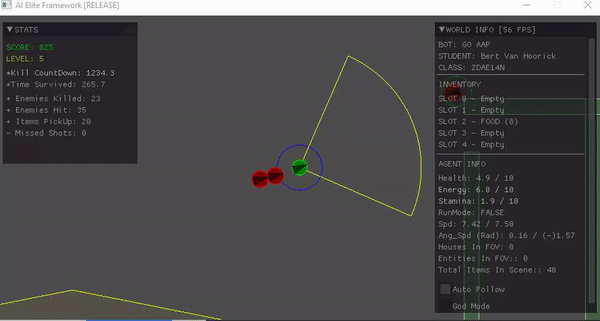 AI Elite Framework [RELEASE]
▼STATS
SCORE: 825
LEVEL: 5
+Kill CountDown: 1234.3
+Time Survived: 265.7
+ Enemies Killed: 23
+ Enemies Hit: 35
+ Items PickUp: 20
- Missed Shots: 0
▼WORLD INFO [56 FPS]
BOT: GO AAP
STUDENT: Bert Van Hoorick
CLASS: 2DAE14N
INVENTORY
SLOT 0 - Empty
SLOT 1 - Empty
SLOT 2 - FOOD (8)
SLOT 3 - Empty
SLOT 4 - Empty
AGENT INFO
Health: 4.9 / 10
Energy: 6.8 / 10
Stamina: 1.9 / 10
RunMode: FALSE
Spd: 7.42 / 7.50
Ang_Spd (Rad): 0.16 / (-)1.57
Houses In FOV: 0
Entities In FOV:: 0
Total Items In Scene:: 40
Auto Follow
God Mode